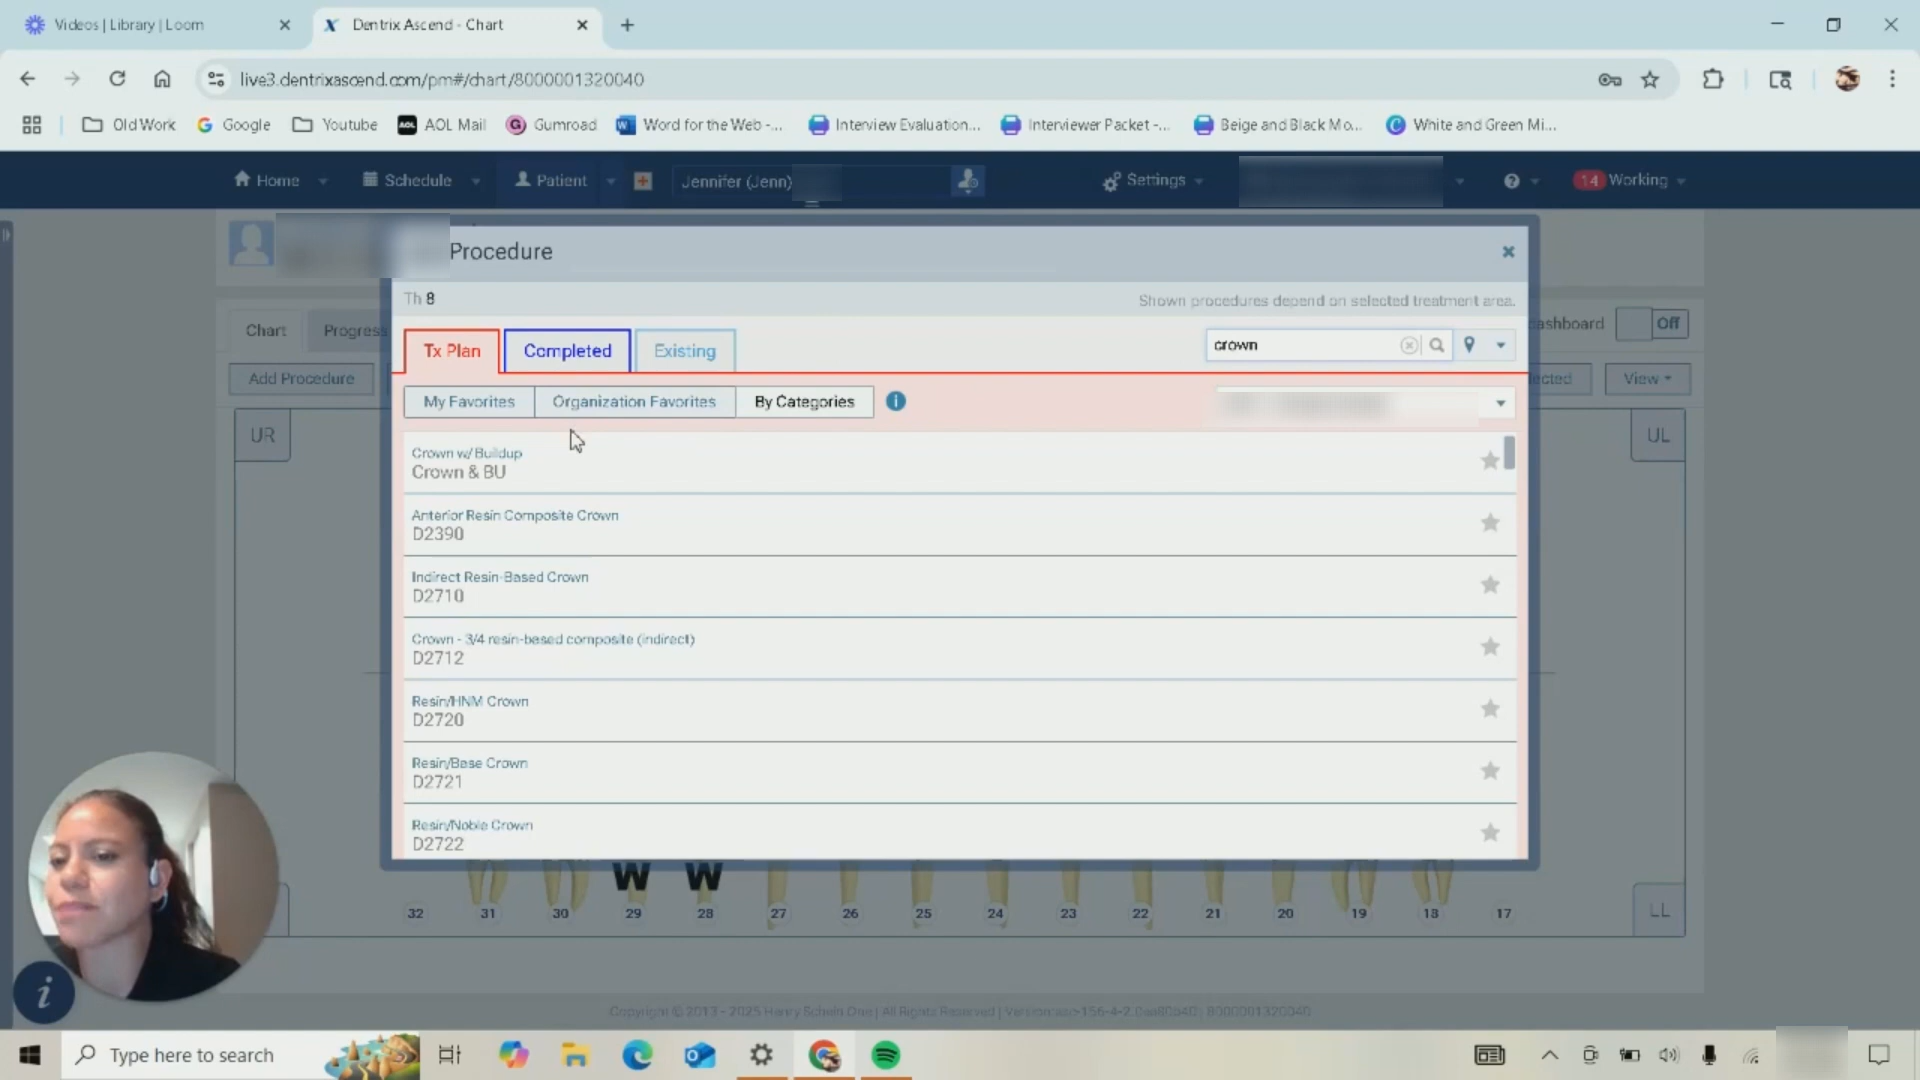 Videos | Library | Loom
Dentrix Ascend - Chart
live3.dentrixascend.com/pm#/chart/8000001320040
Old Work
Google
Youtube
AOL Mail
Gumroad
Word for the Web -...
Interview Evaluation...
Interviewer Packet -...
Beige and Black Mo...
White and Green Mi...
Home
Schedule
Patient
Jennifer (Jenn)
Settings
14 Working
Procedure
Th 8
Shown procedures depend on selected treatment area.
Chart
Progress
Tx Plan
Completed
Existing
crown
ashboard
Off
Add Procedure
My Favorites
Organization Favorites
By Categories
ected
View
UR
UL
Crown w/ Buildup
Crown & BU
Anterior Resin Composite Crown
D2390
Indirect Resin-Based Crown
D2710
Crown - 3/4 resin-based composite (indirect)
D2712
Resin/HNM Crown
D2720
Resin/Base Crown
D2721
Resin/Noble Crown
D2722
W W
32 31 30 29 28 27 26 25 24 23 22 21 20 19 18 17
LL
Copyright © 2013 - 2025 Henry Schein One | All Rights Reserved |
8000001320040
Type here to search